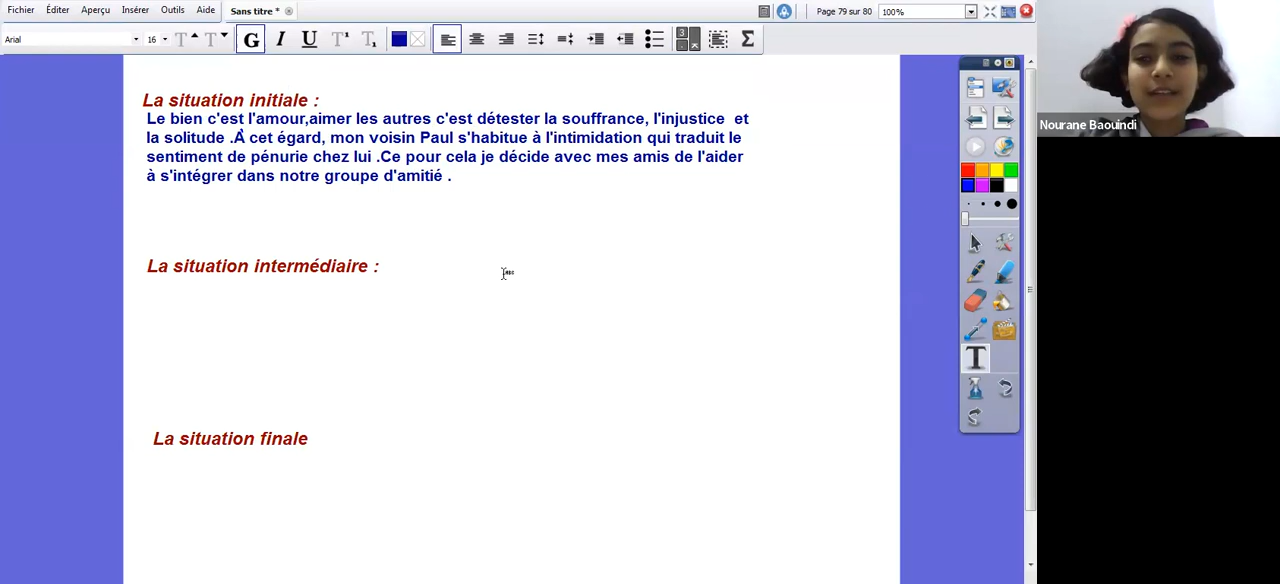 Fichier Éditer Aperçu Insérer Outils Aide Sans titre * Page 79 sur 80 100%
Arial 16 T T G I U T¹ T₁ 3 Σ
La situation initiale :
Le bien c'est l'amour,aimer les autres c'est détester la souffrance, l'injustice et
la solitude .À cet égard, mon voisin Paul s'habitue à l'intimidation qui traduit le
sentiment de pénurie chez lui .Ce pour cela je décide avec mes amis de l'aider
à s'intégrer dans notre groupe d'amitié .
La situation intermédiaire :
La situation finale
T
Nourane Baouindi